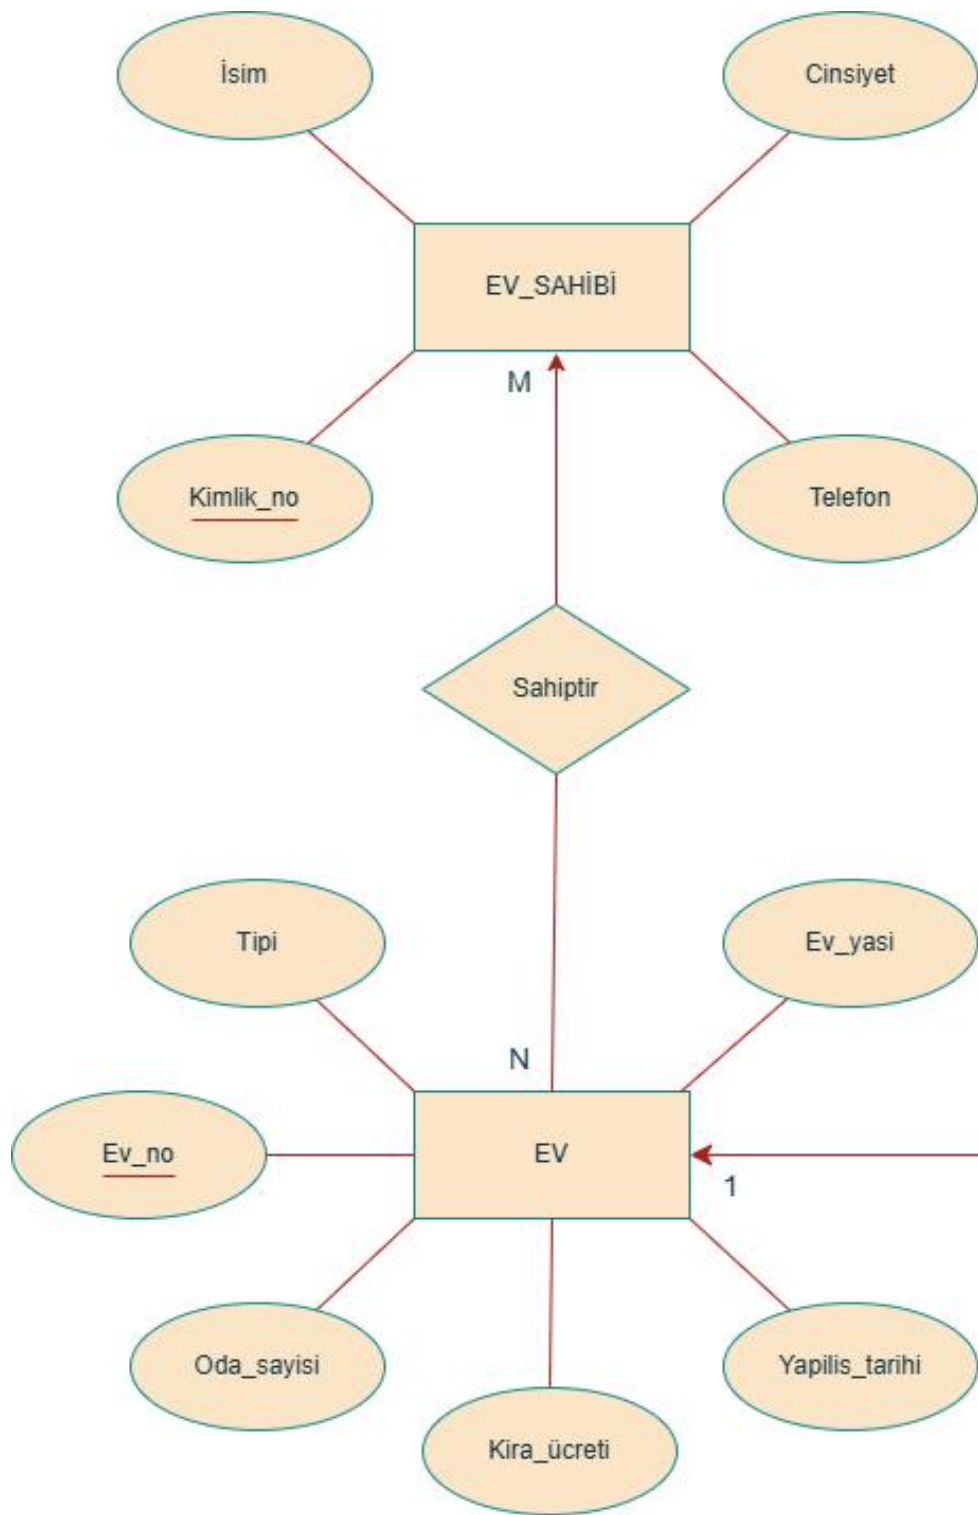 İsim
Cinsiyet
EV_SAHİBİ
M
Kimlik_no
Telefon
Sahiptir
Tipi
Ev_yasi
N
Ev_no
EV
1
Oda_sayisi
Yapilis_tarihi
Kira_ücreti